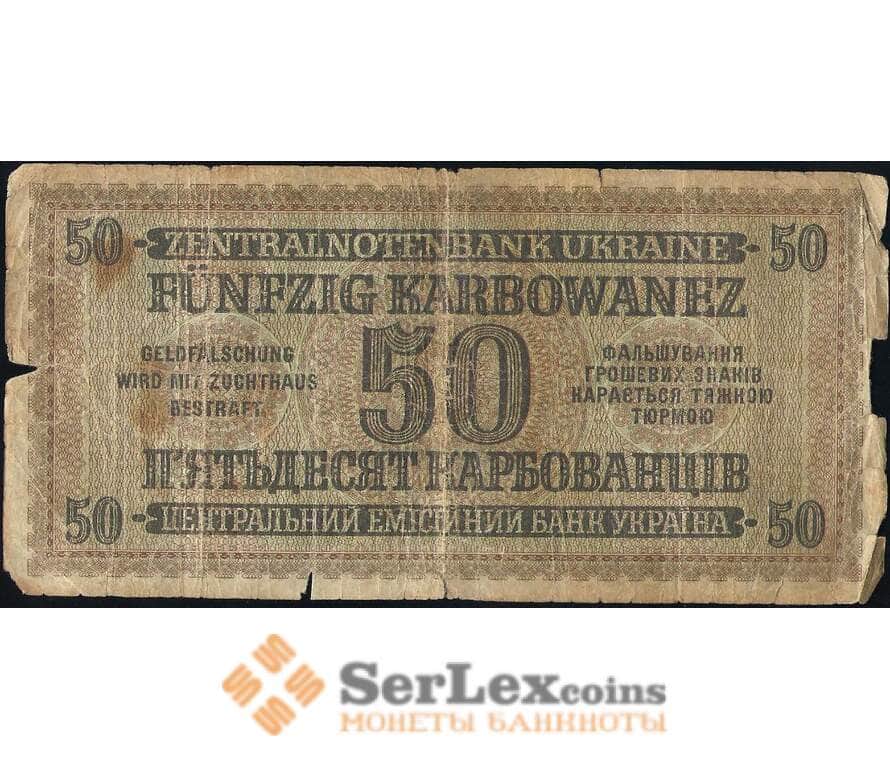 50 ZENTRALNOTENBANK UKRAINE 50
FÜNFZIG KARBOWANEZ
50
GELDFÄLSCHUNG
WIRD MIT ZUCHTHAUS
BESTRAFT.
ФАЛЬШУВАННЯ
ГРОШЕВИХ ЗНАКІВ
КАРАЄТЬСЯ ТЯЖКОЮ
ТЮРМОЮ
П'ЯТЬДЕСЯТ КАРБОВАНЦІВ
50 ЦЕНТРАЛЬНИЙ ЕМІСІЙНИЙ БАНК УКРАЇНА 50
SerLexcoins
МОНЕТЫ БАНКНОТЫ